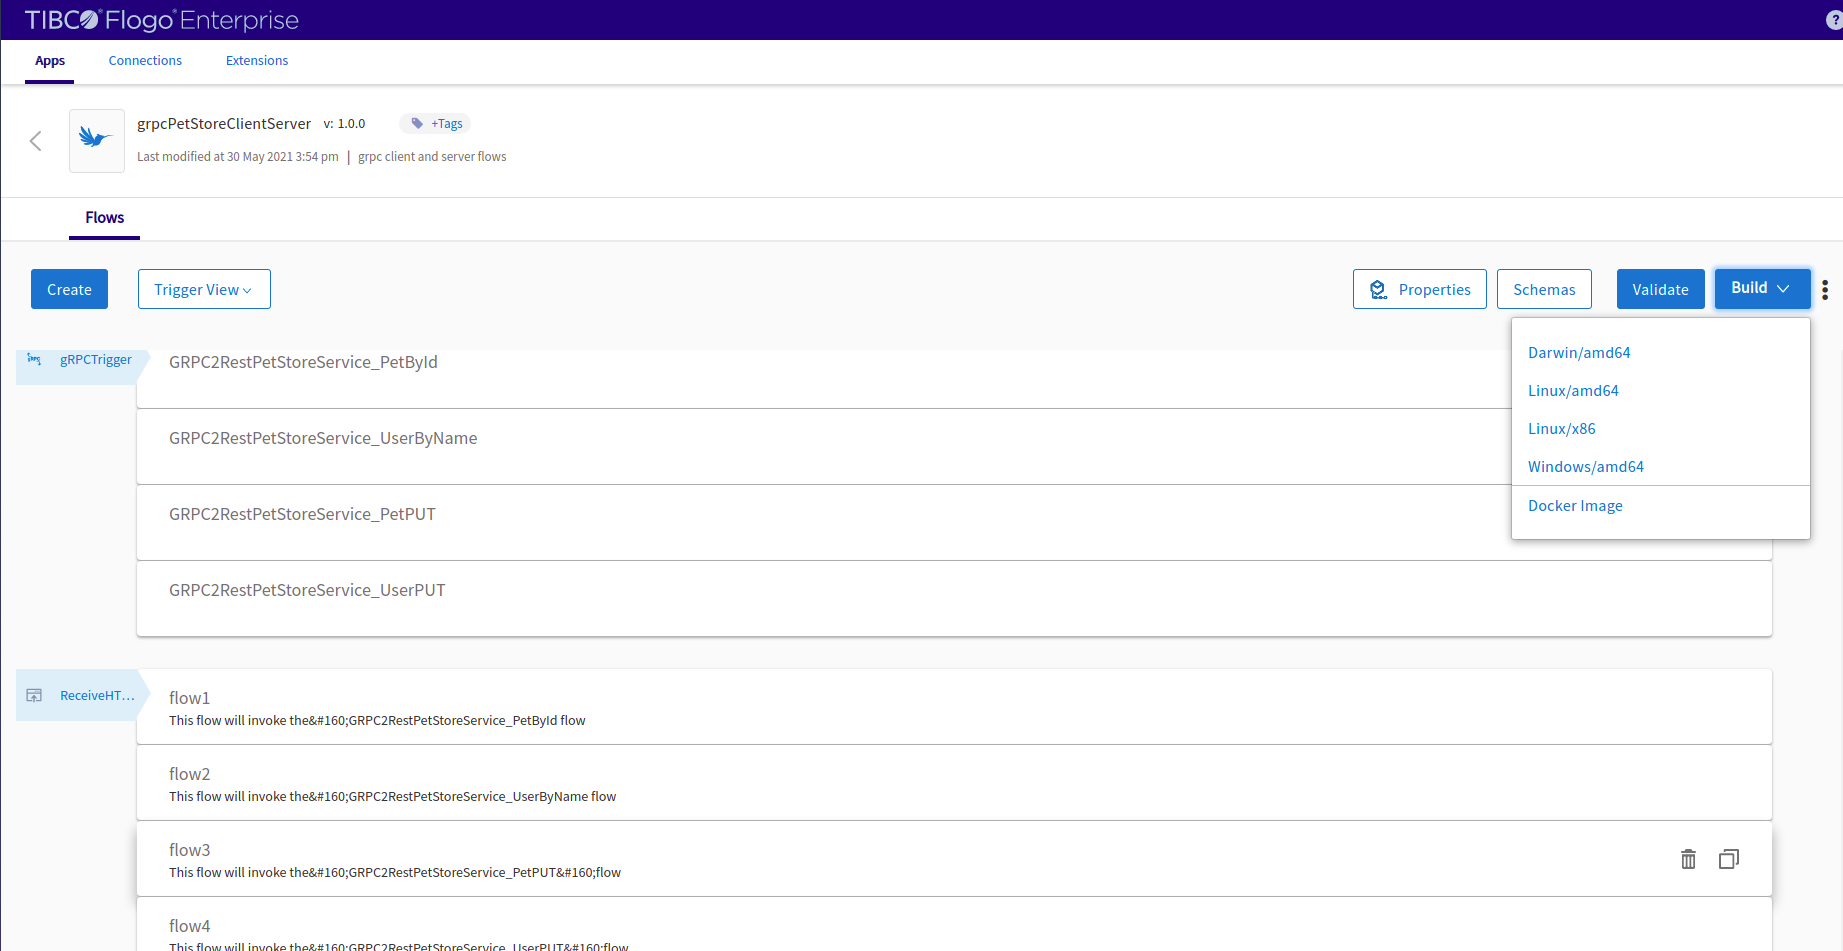 TIBCO® Flogo® Enterprise
?
Apps Connections Extensions
grpcPetStoreClientServer v: 1.0.0 +Tags
Last modified at 30 May 2021 3:54 pm | grpc client and server flows
Flows
Create Trigger View Properties Schemas Validate Build
Darwin/amd64
Linux/amd64
Linux/x86
Windows/amd64
Docker Image
gRPCTrigger GRPC2RestPetStoreService_PetById
GRPC2RestPetStoreService_UserByName
GRPC2RestPetStoreService_PetPUT
GRPC2RestPetStoreService_UserPUT
ReceiveHT... flow1
This flow will invoke the&#160;GRPC2RestPetStoreService_PetById flow
flow2
This flow will invoke the&#160;GRPC2RestPetStoreService_UserByName flow
flow3
This flow will invoke the&#160;GRPC2RestPetStoreService_PetPUT&#160;flow
flow4
This flow will invoke the&#160;GRPC2RestPetStoreService_UserPUT&#160;flow